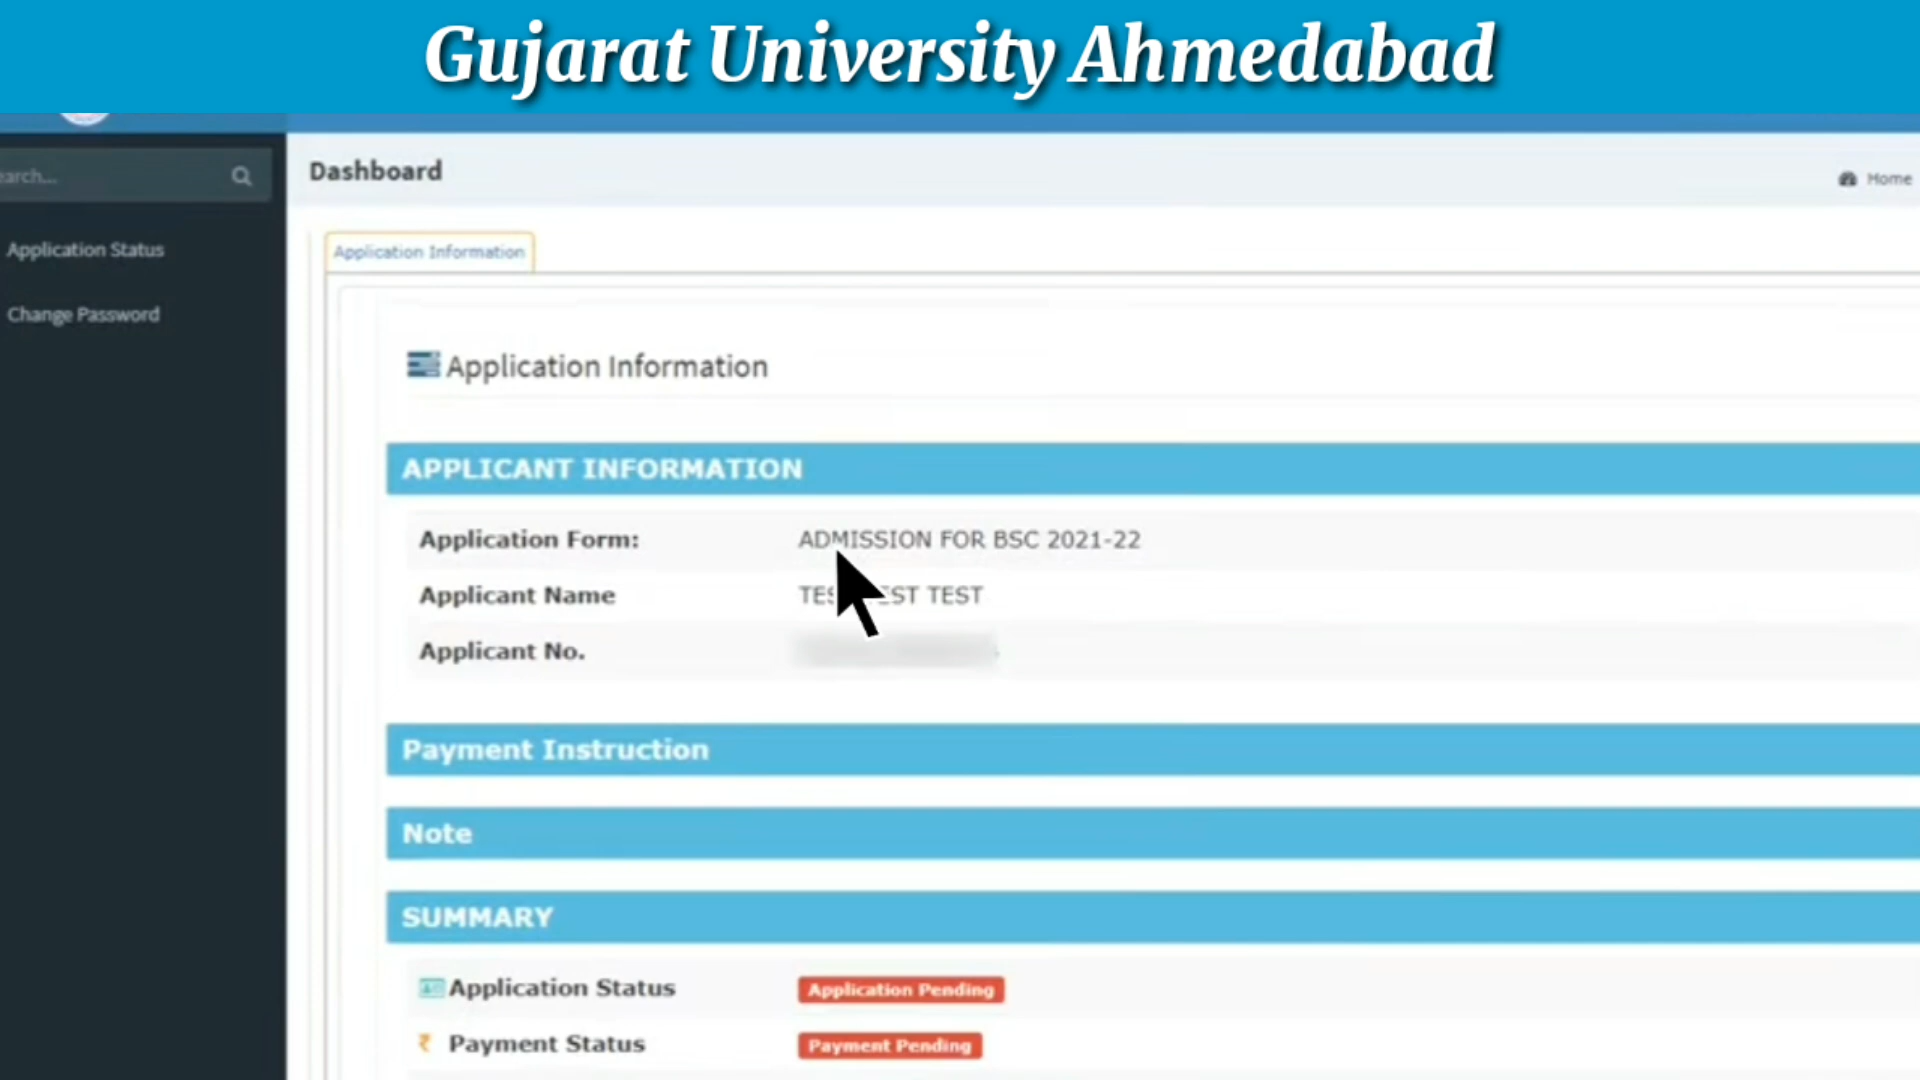 Gujarat University Ahmedabad
earch...
Dashboard
Home
Application Status
Application Information
Change Password
Application Information
APPLICANT INFORMATION
Application Form: ADMISSION FOR BSC 2021-22
Applicant Name TES EST TEST
Applicant No.
Payment Instruction
Note
SUMMARY
Application Status Application Pending
₹ Payment Status Payment Pending